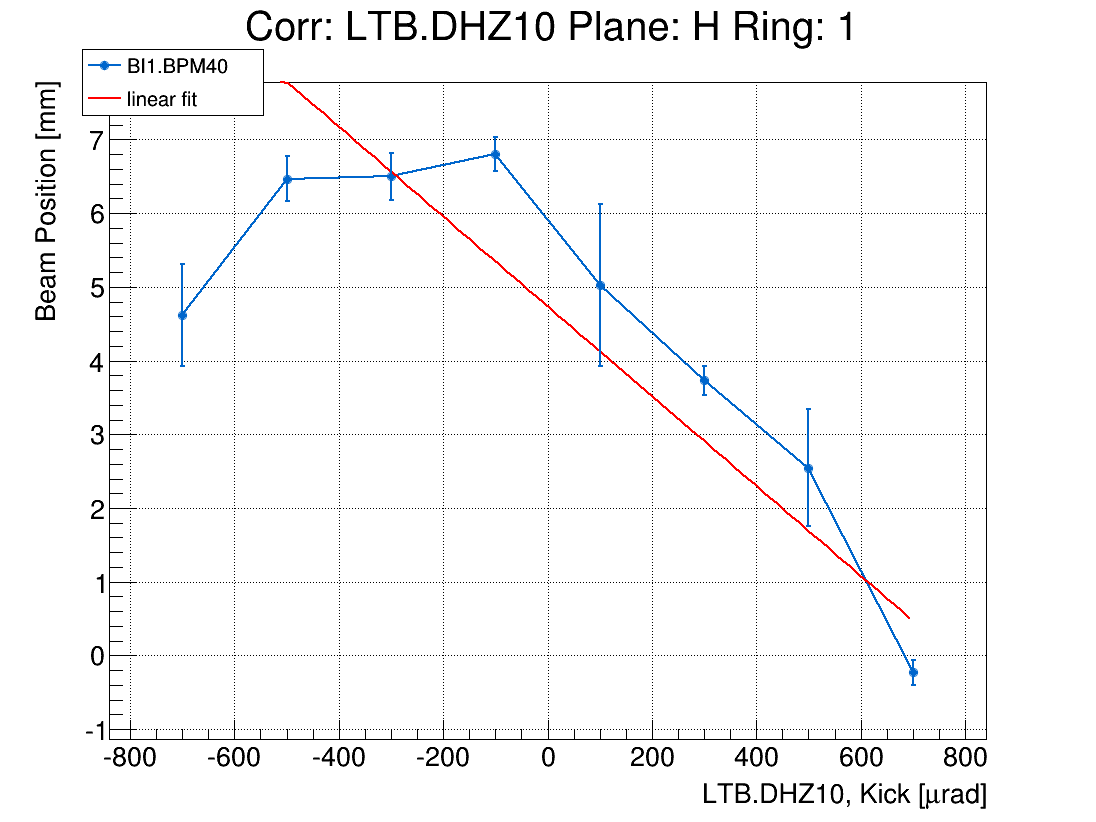 Corr: LTB.DHZ10 Plane: H Ring: 1
BI1.BPM40
linear fit
Beam Position [mm]
7
6
5
4
3
2
1
0
-1
-800 -600 -400 -200 0 200 400 600 800
LTB.DHZ10, Kick [μrad]